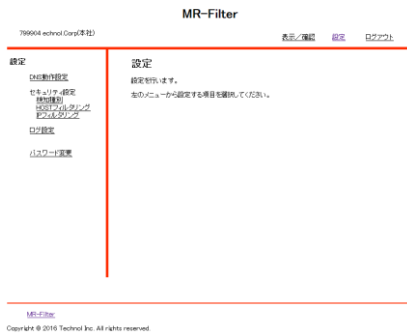 MR-Filter
799904 echnol.Corp(本社)
表示／確認 設定 ログアウト
設定
DNS動作設定
セキュリティ設定
検知種別
HOSTフィルタリング
IPフィルタリング
ログ設定
パスワード変更
設定
設定を行います。
左のメニューから設定する項目を選択してください。
MR-Filter
Copyright © 2016 Technol Inc. All rights reserved.